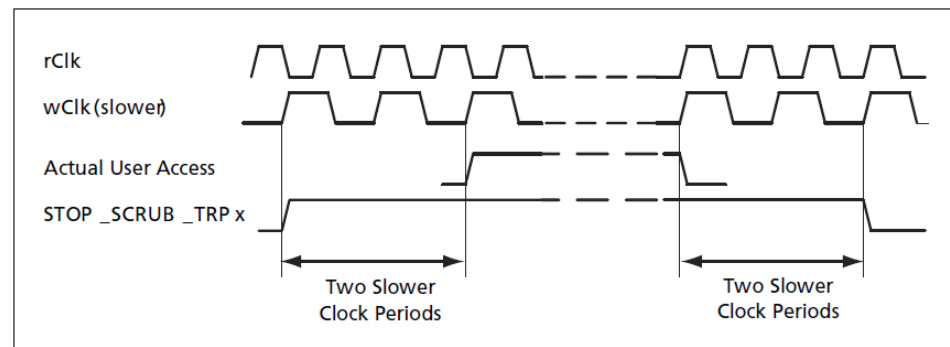 rClk
wClk (slower)
Actual User Access
STOP _SCRUB _TRP x
Two Slower
Clock Periods
Two Slower
Clock Periods